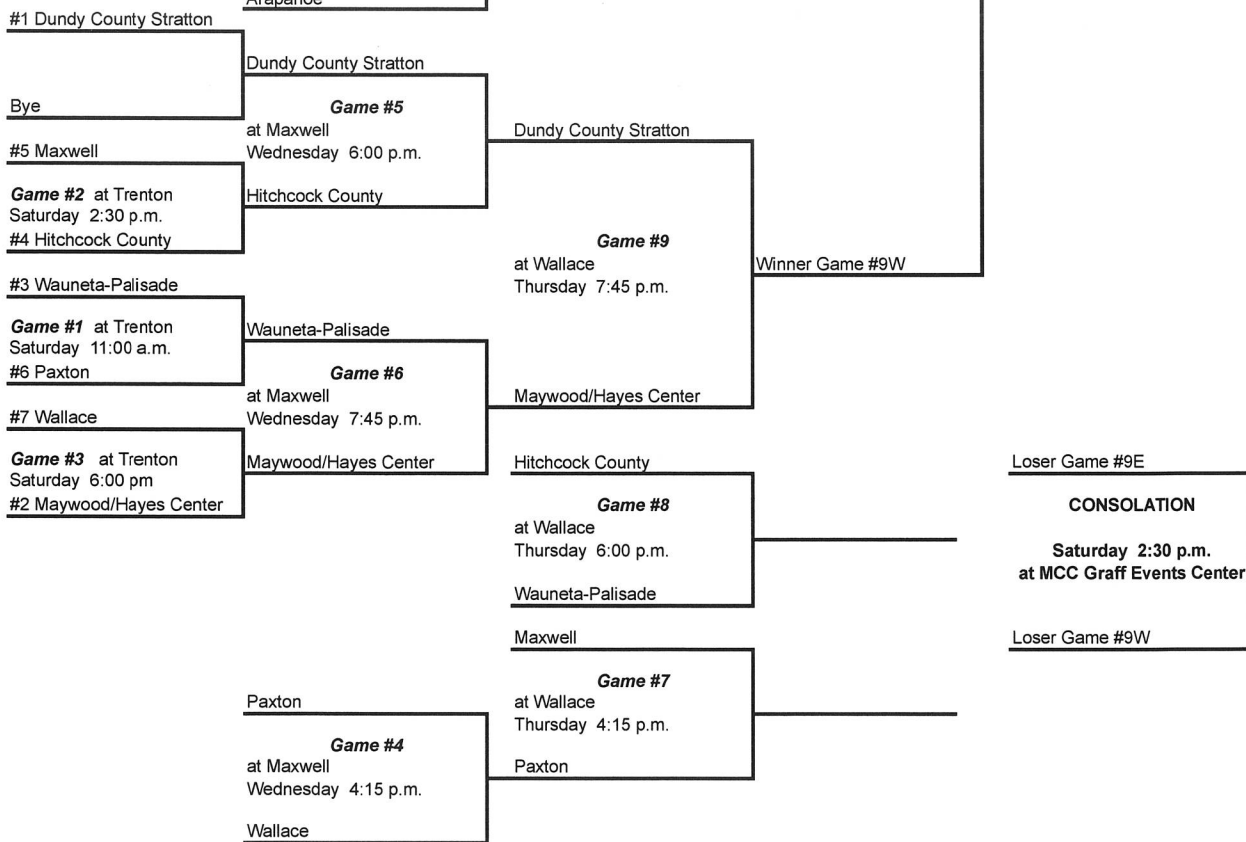 Arapahoe
#1 Dundy County Stratton
Dundy County Stratton
Bye
Game #5
at Maxwell
Wednesday 6:00 p.m.
Dundy County Stratton
#5 Maxwell
Game #2 at Trenton
Saturday 2:30 p.m.
Hitchcock County
#4 Hitchcock County
Game #9
at Wallace
Thursday 7:45 p.m.
Winner Game #9W
#3 Wauneta-Palisade
Game #1 at Trenton
Saturday 11:00 a.m.
Wauneta-Palisade
#6 Paxton
Game #6
at Maxwell
Wednesday 7:45 p.m.
Maywood/Hayes Center
#7 Wallace
Game #3 at Trenton
Saturday 6:00 pm
Maywood/Hayes Center
#2 Maywood/Hayes Center
Hitchcock County
Game #8
at Wallace
Thursday 6:00 p.m.
Wauneta-Palisade
Loser Game #9E
CONSOLATION
Saturday 2:30 p.m.
at MCC Graff Events Center
Loser Game #9W
Maxwell
Game #7
at Wallace
Thursday 4:15 p.m.
Paxton
Paxton
Game #4
at Maxwell
Wednesday 4:15 p.m.
Wallace